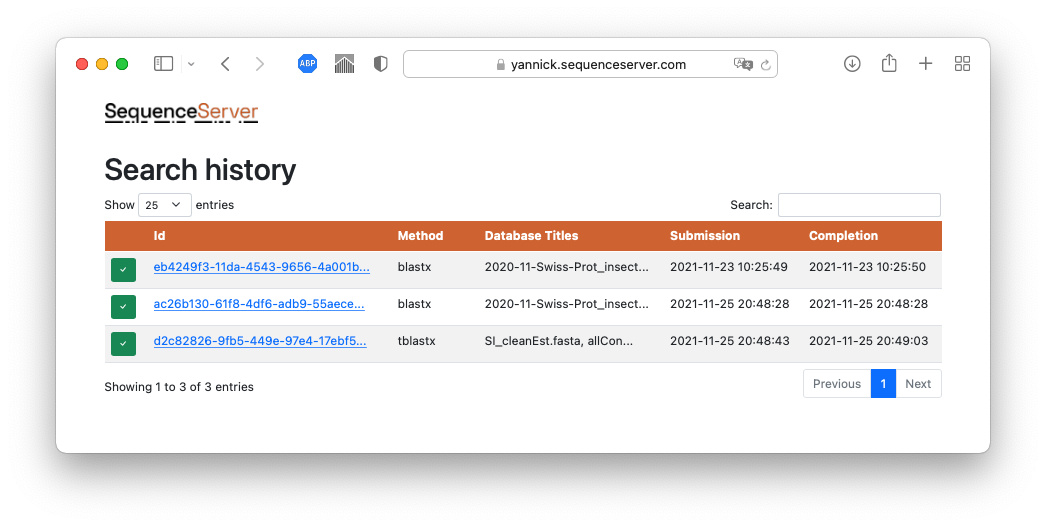 ABP
yannick.sequenceserver.com
SequenceServer
Search history
Show 25 entries Search:
Id Method Database Titles Submission Completion
eb4249f3-11da-4543-9656-4a001b... blastx 2020-11-Swiss-Prot_insect... 2021-11-23 10:25:49 2021-11-23 10:25:50
ac26b130-61f8-4df6-adb9-55aece... blastx 2020-11-Swiss-Prot_insect... 2021-11-25 20:48:28 2021-11-25 20:48:28
d2c82826-9fb5-449e-97e4-17ebf5... tblastx SI_cleanEst.fasta, allCon... 2021-11-25 20:48:43 2021-11-25 20:49:03
Showing 1 to 3 of 3 entries Previous 1 Next